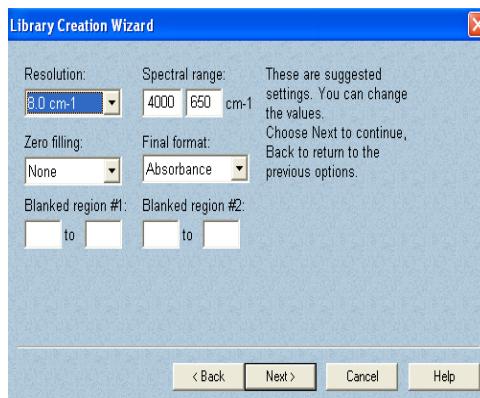 Library Creation Wizard
Resolution:
8.0 cm-1
Spectral range:
4000 650 cm-1
Zero filling:
None
Final format:
Absorbance
Blanked region #1:
to
Blanked region #2:
to
These are suggested
settings. You can change
the values.
Choose Next to continue,
Back to return to the
previous options.
< Back
Next >
Cancel
Help